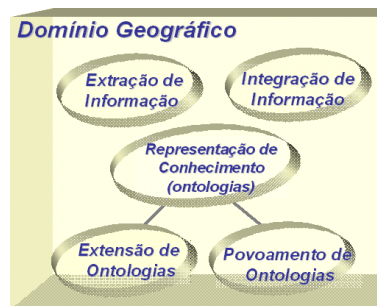 Domínio Geográfico
Extração de
Informação
Integração de
Informação
Representação de
Conhecimento
(ontologias)
Extensão de
Ontologias
Povoamento de
Ontologias